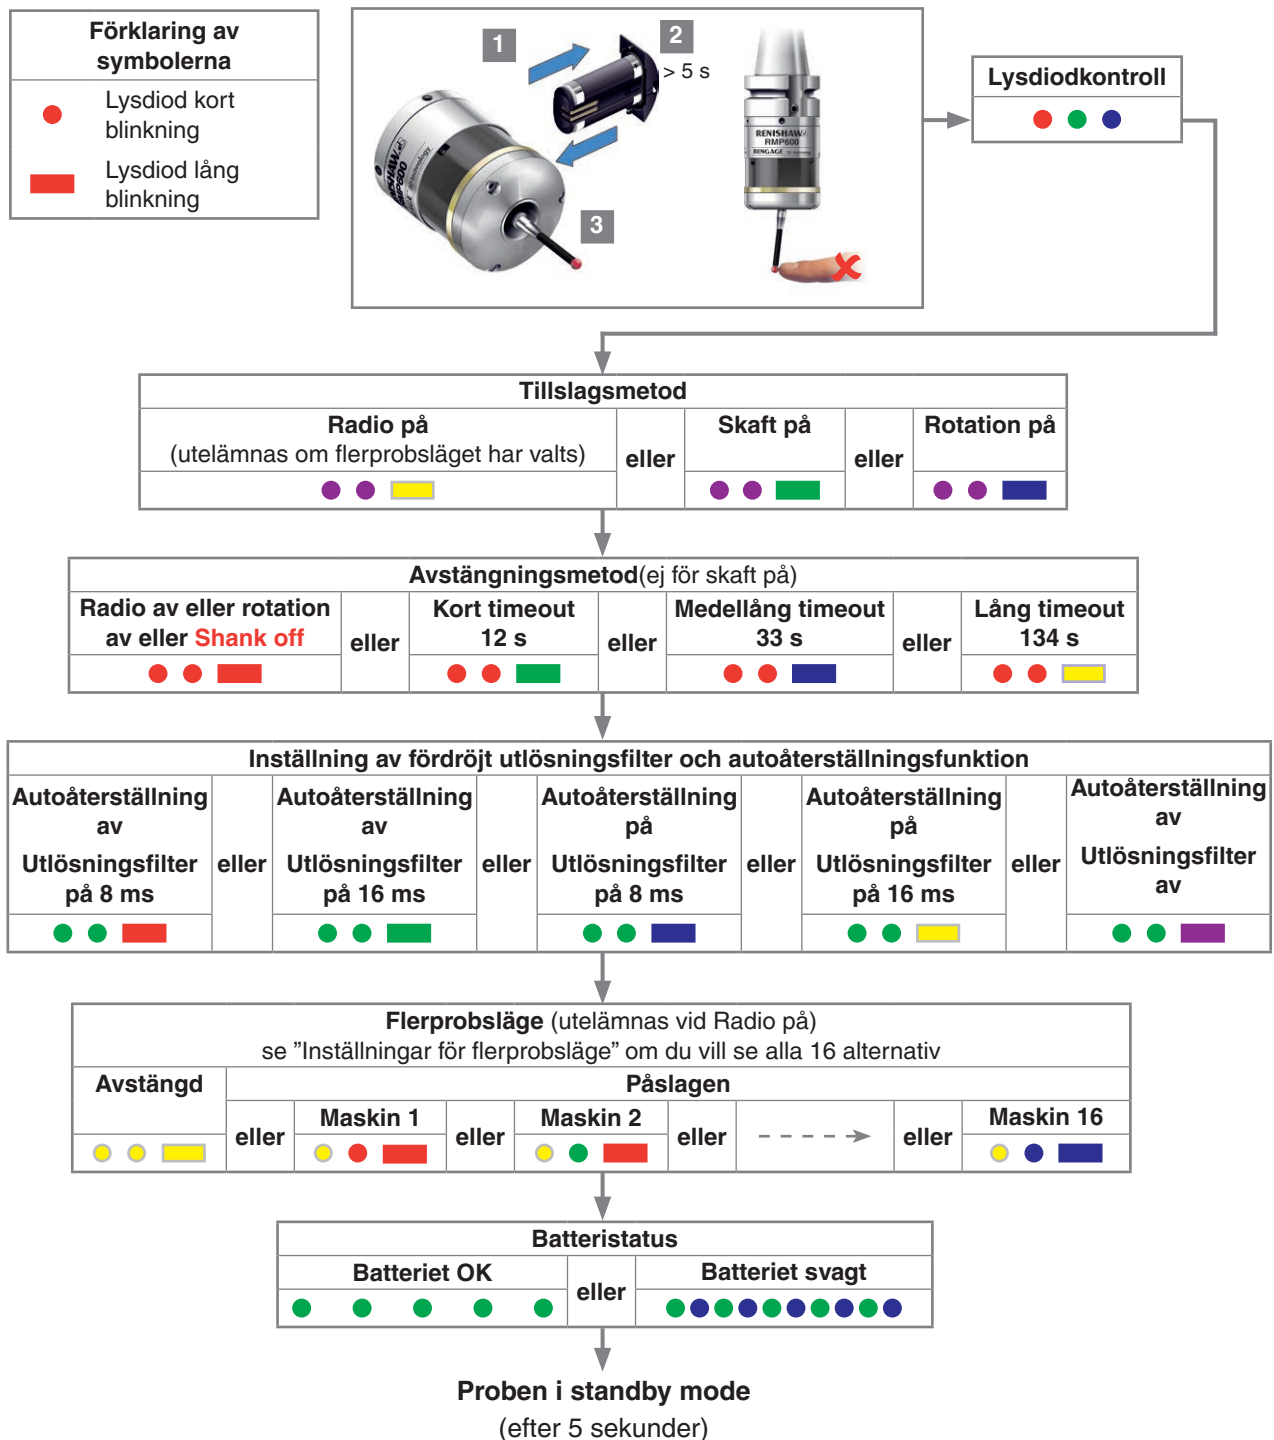 Förklaring av
symbolerna
Lysdiod kort
blinkning
Lysdiod lång
blinkning
1
2
> 5 s
3
RENISHAW
RMP600
technology
RENISHAW
RMP600
RENGAGE
Lysdiodkontroll
Tillslagsmetod
Radio på
(utelämnas om flerprobsläget har valts)
eller
Skaft på
eller
Rotation på
Avstängningsmetod(ej för skaft på)
Radio av eller rotation
av eller Shank off
eller
Kort timeout
12 s
eller
Medellång timeout
33 s
eller
Lång timeout
134 s
Inställning av fördröjt utlösningsfilter och autoåterställningsfunktion
Autoåterställning
av
Utlösningsfilter
på 8 ms
eller
Autoåterställning
av
Utlösningsfilter
på 16 ms
eller
Autoåterställning
på
Utlösningsfilter
på 8 ms
eller
Autoåterställning
på
Utlösningsfilter
på 16 ms
eller
Autoåterställning
av
Utlösningsfilter
av
Flerprobsläge (utelämnas vid Radio på)
se ”Inställningar för flerprobsläge” om du vill se alla 16 alternativ
Avstängd
Påslagen
eller
Maskin 1
eller
Maskin 2
eller
eller
Maskin 16
Batteristatus
Batteriet OK
eller
Batteriet svagt
Proben i standby mode
(efter 5 sekunder)